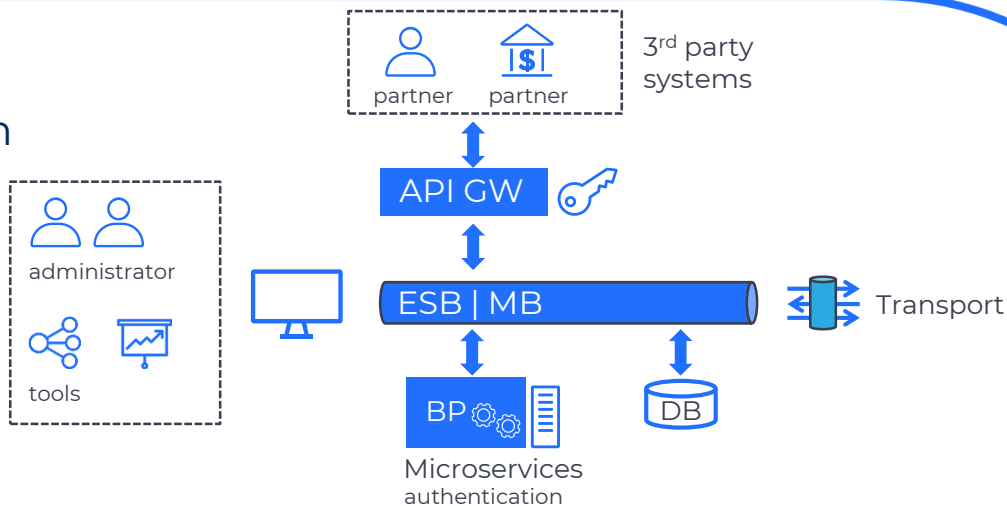 3rd party
systems
partner partner
n
API GW
administrator
ESB | MB
Transport
tools
BP
DB
Microservices
authentication